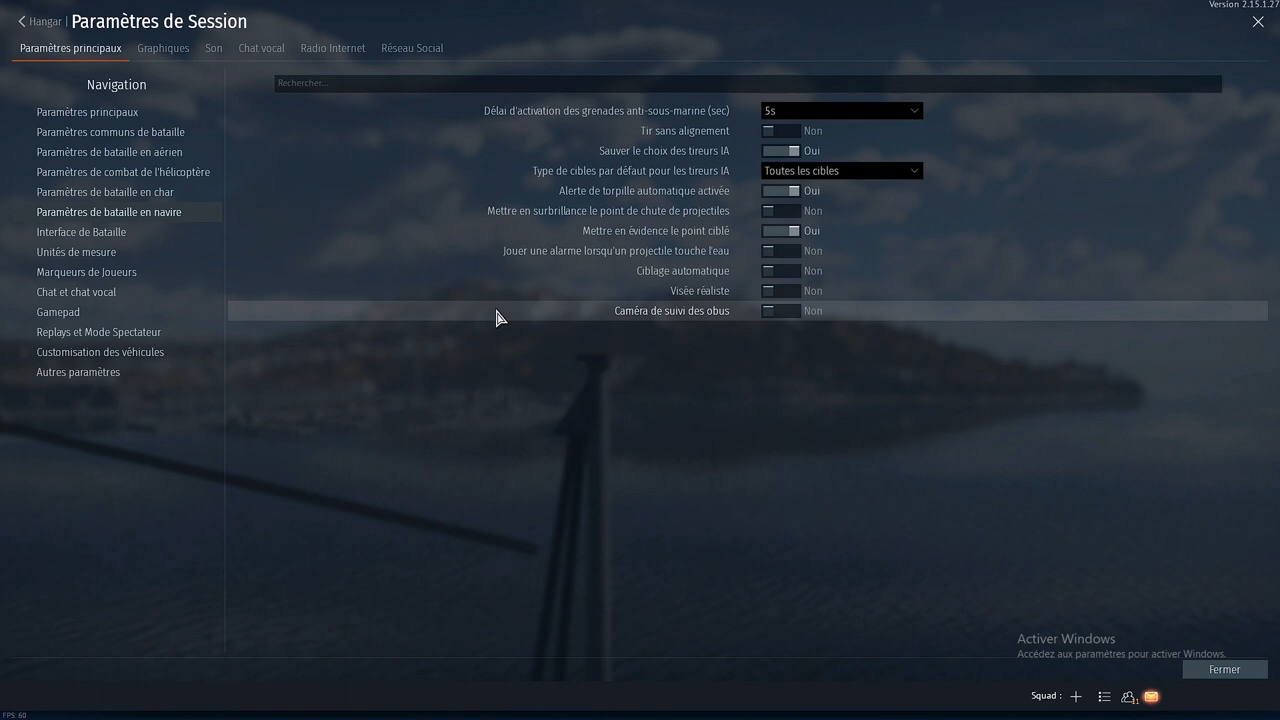 Version 2.15.1.27
Hangar | Paramètres de Session
Paramètres principaux Graphiques Son Chat vocal Radio Internet Réseau Social
Navigation
Paramètres principaux
Paramètres communs de bataille
Paramètres de bataille en aérien
Paramètres de combat de l'hélicoptère
Paramètres de bataille en char
Paramètres de bataille en navire
Interface de Bataille
Unités de mesure
Marqueurs de Joueurs
Chat et chat vocal
Gamepad
Replays et Mode Spectateur
Customisation des véhicules
Autres paramètres
Rechercher...
Délai d'activation des grenades anti-sous-marine (sec) 5s
Tir sans alignement Non
Sauver le choix des tireurs IA Oui
Type de cibles par défaut pour les tireurs IA Toutes les cibles
Alerte de torpille automatique activée Oui
Mettre en surbrillance le point de chute de projectiles Non
Mettre en évidence le point ciblé Oui
Jouer une alarme lorsqu'un projectile touche l'eau Non
Ciblage automatique Non
Visée réaliste Non
Caméra de suivi des obus Non
Activer Windows
Accédez aux paramètres pour activer Windows.
Fermer
Squad : 11
FPS: 60